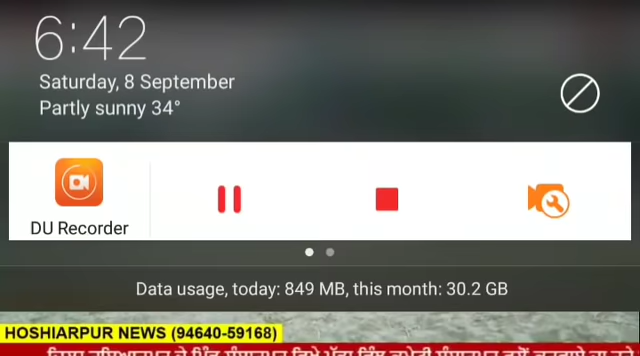 6:42
Saturday, 8 September
Partly sunny 34°
DU Recorder
Data usage, today: 849 MB, this month: 30.2 GB
HOSHIARPUR NEWS (94640-59168)